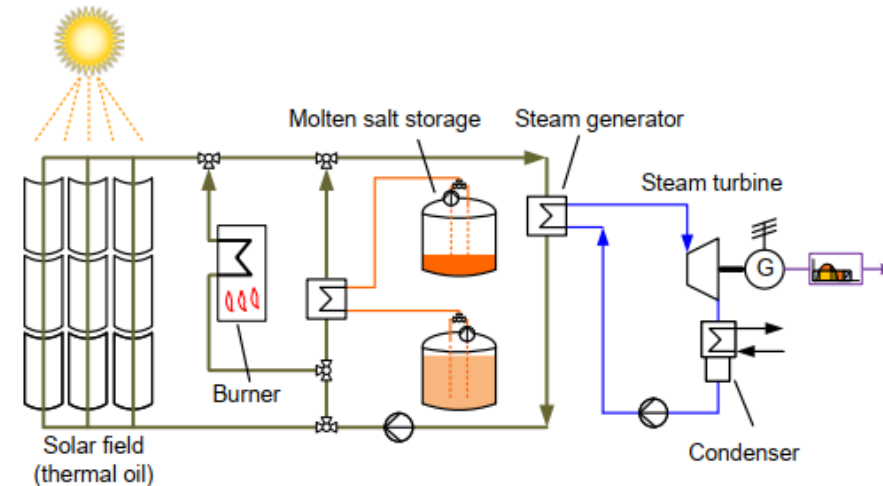 Molten salt storage
Steam generator
Steam turbine
G
Burner
Condenser
Solar field
(thermal oil)